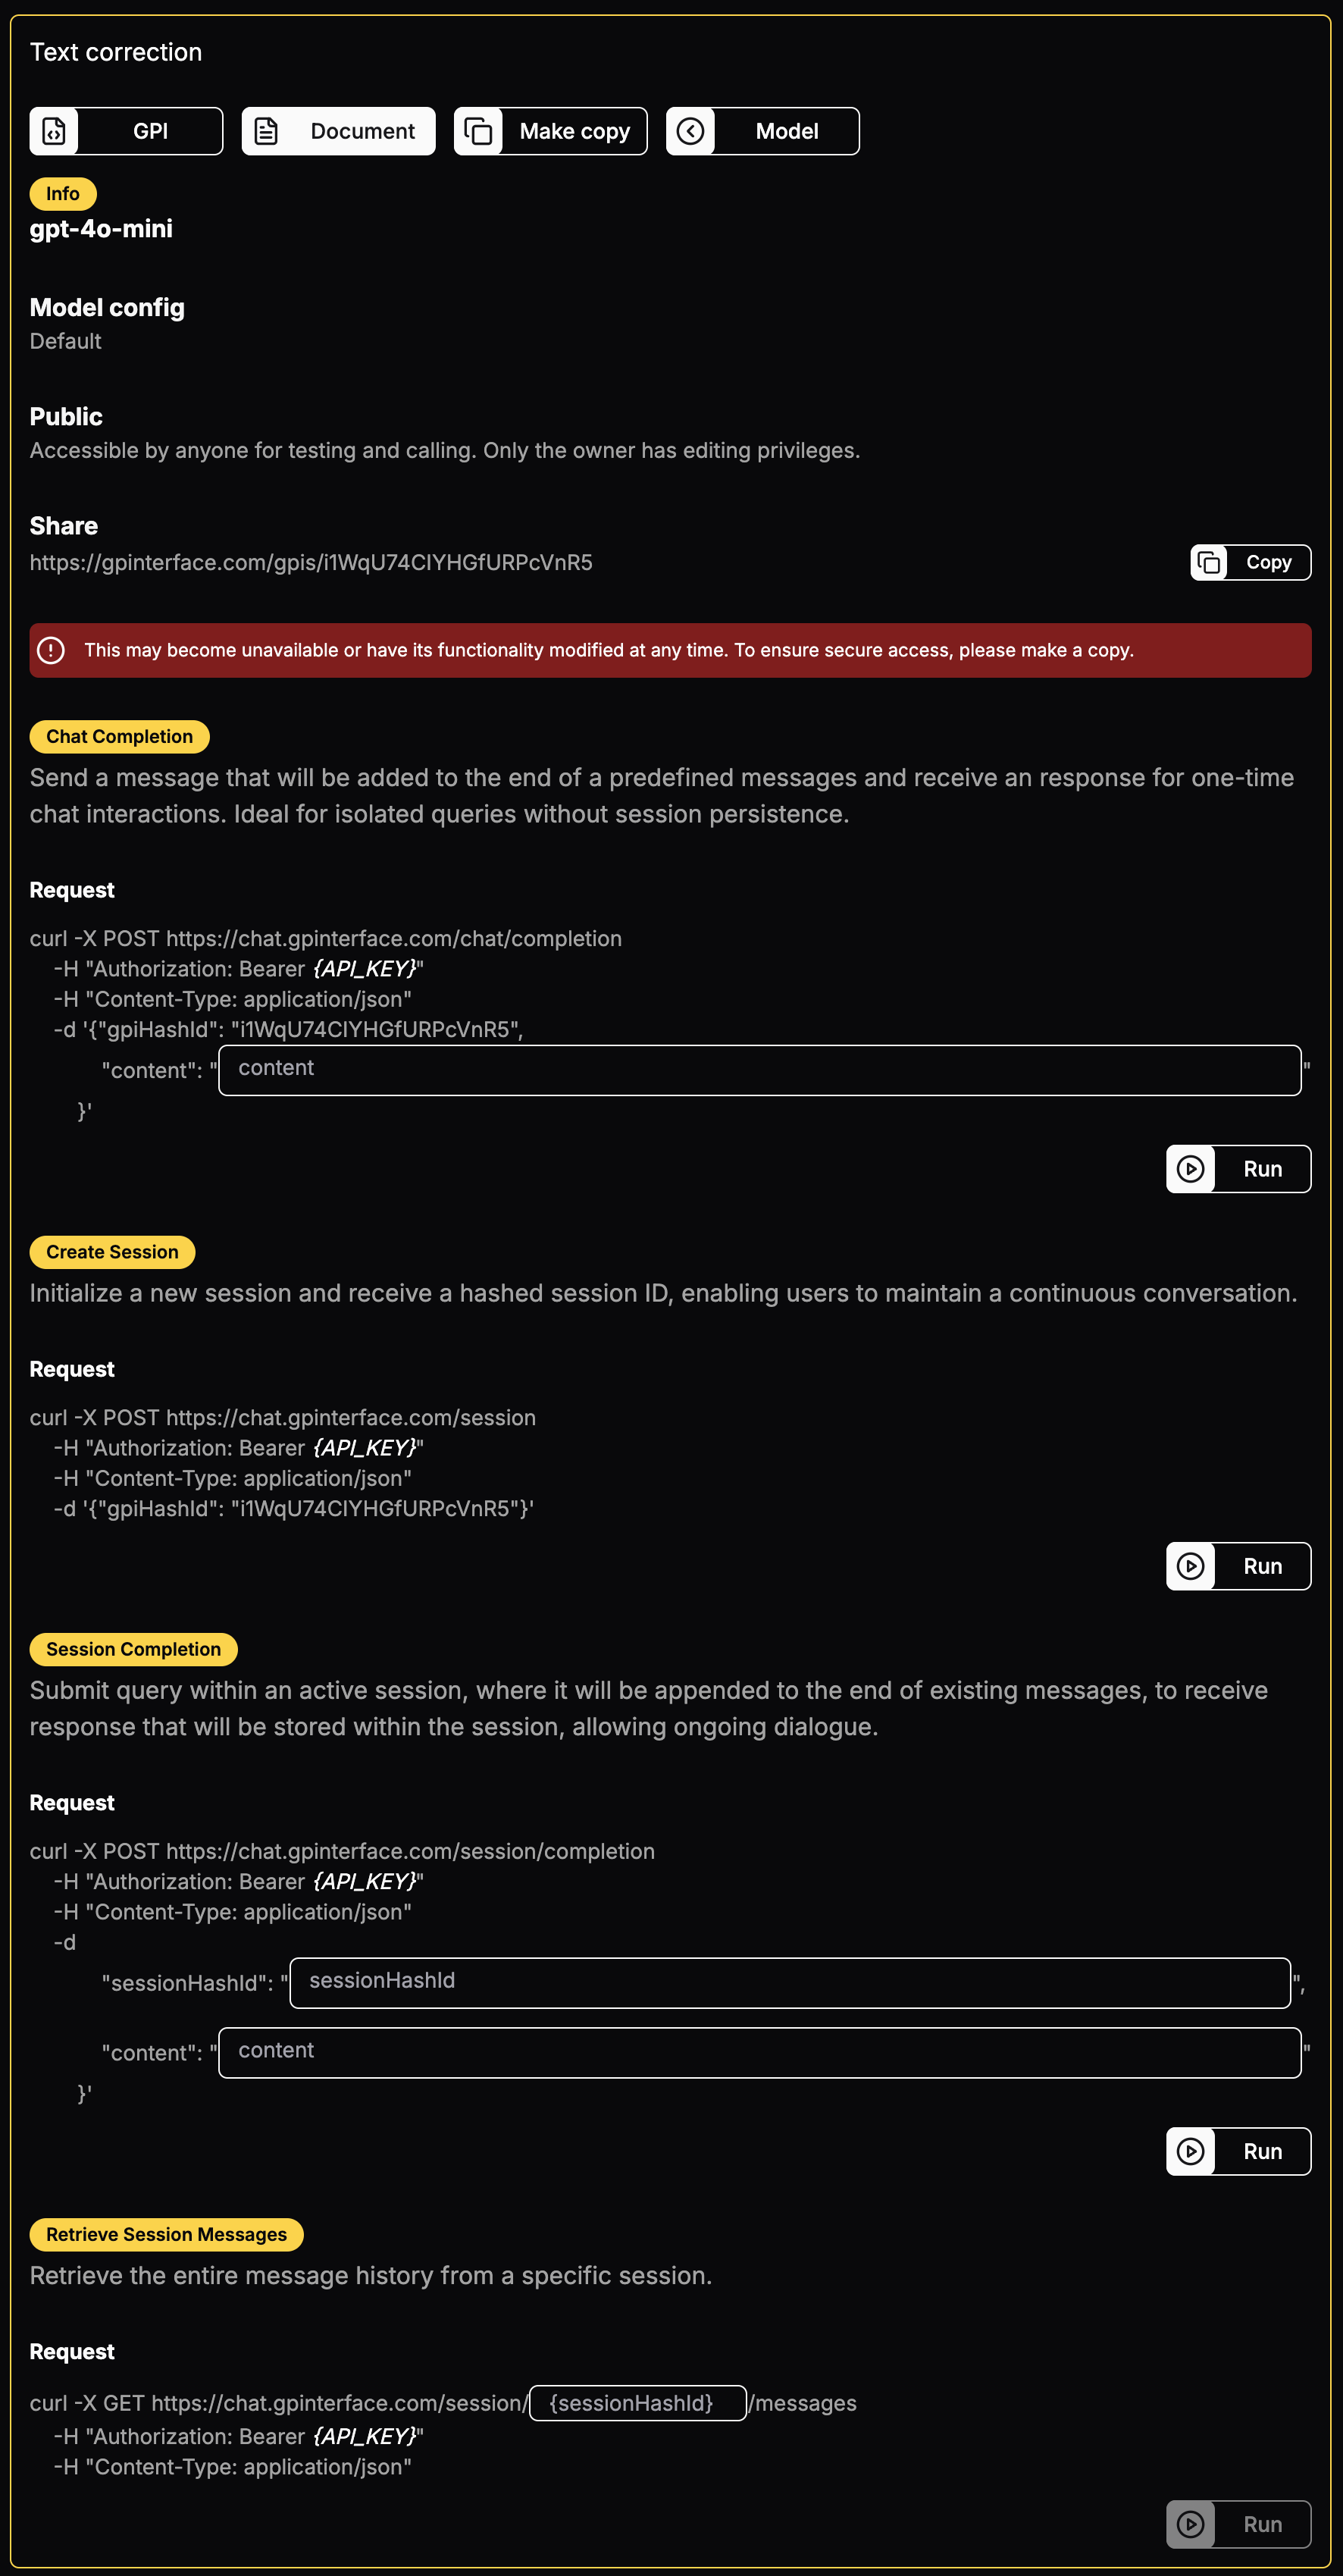 Text correction
GPI
Document
Make copy
Model
Info
gpt-4o-mini
Model config
Default
Public
Accessible by anyone for testing and calling. Only the owner has editing privileges.
Share
https://gpinterface.com/gpis/i1WqU74CIYHGfURPcVnR5
Copy
This may become unavailable or have its functionality modified at any time. To ensure secure access, please make a copy.
Chat Completion
Send a message that will be added to the end of a predefined messages and receive an response for one-time
chat interactions. Ideal for isolated queries without session persistence.
Request
curl -X POST https://chat.gpinterface.com/chat/completion
-H "Authorization: Bearer {API_KEY}"
-H "Content-Type: application/json"
-d '{"gpiHashId": "i1WqU74CIYHGfURPcVnR5",
"content": "content"
}'
Run
Create Session
Initialize a new session and receive a hashed session ID, enabling users to maintain a continuous conversation.
Request
curl -X POST https://chat.gpinterface.com/session
-H "Authorization: Bearer {API_KEY}"
-H "Content-Type: application/json"
-d '{"gpiHashId": "i1WqU74CIYHGfURPcVnR5"}'
Run
Session Completion
Submit query within an active session, where it will be appended to the end of existing messages, to receive
response that will be stored within the session, allowing ongoing dialogue.
Request
curl -X POST https://chat.gpinterface.com/session/completion
-H "Authorization: Bearer {API_KEY}"
-H "Content-Type: application/json"
-d
"sessionHashId": "sessionHashId",
"content": "content"
}'
Run
Retrieve Session Messages
Retrieve the entire message history from a specific session.
Request
curl -X GET https://chat.gpinterface.com/session/{sessionHashId}/messages
-H "Authorization: Bearer {API_KEY}"
-H "Content-Type: application/json"
Run